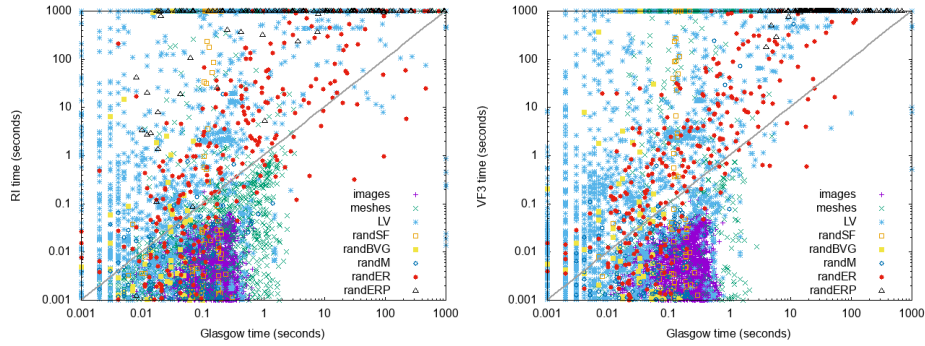 1000
100
10
1
0.1
0.01
0.001
RI time (seconds)
images
meshes
LV
randSF
randBVG
randM
randER
randERP
0.001 0.01 0.1 1 10 100 1000
Glasgow time (seconds)
1000
100
10
1
0.1
0.01
0.001
VF3 time (seconds)
images
meshes
LV
randSF
randBVG
randM
randER
randERP
0.001 0.01 0.1 1 10 100 1000
Glasgow time (seconds)